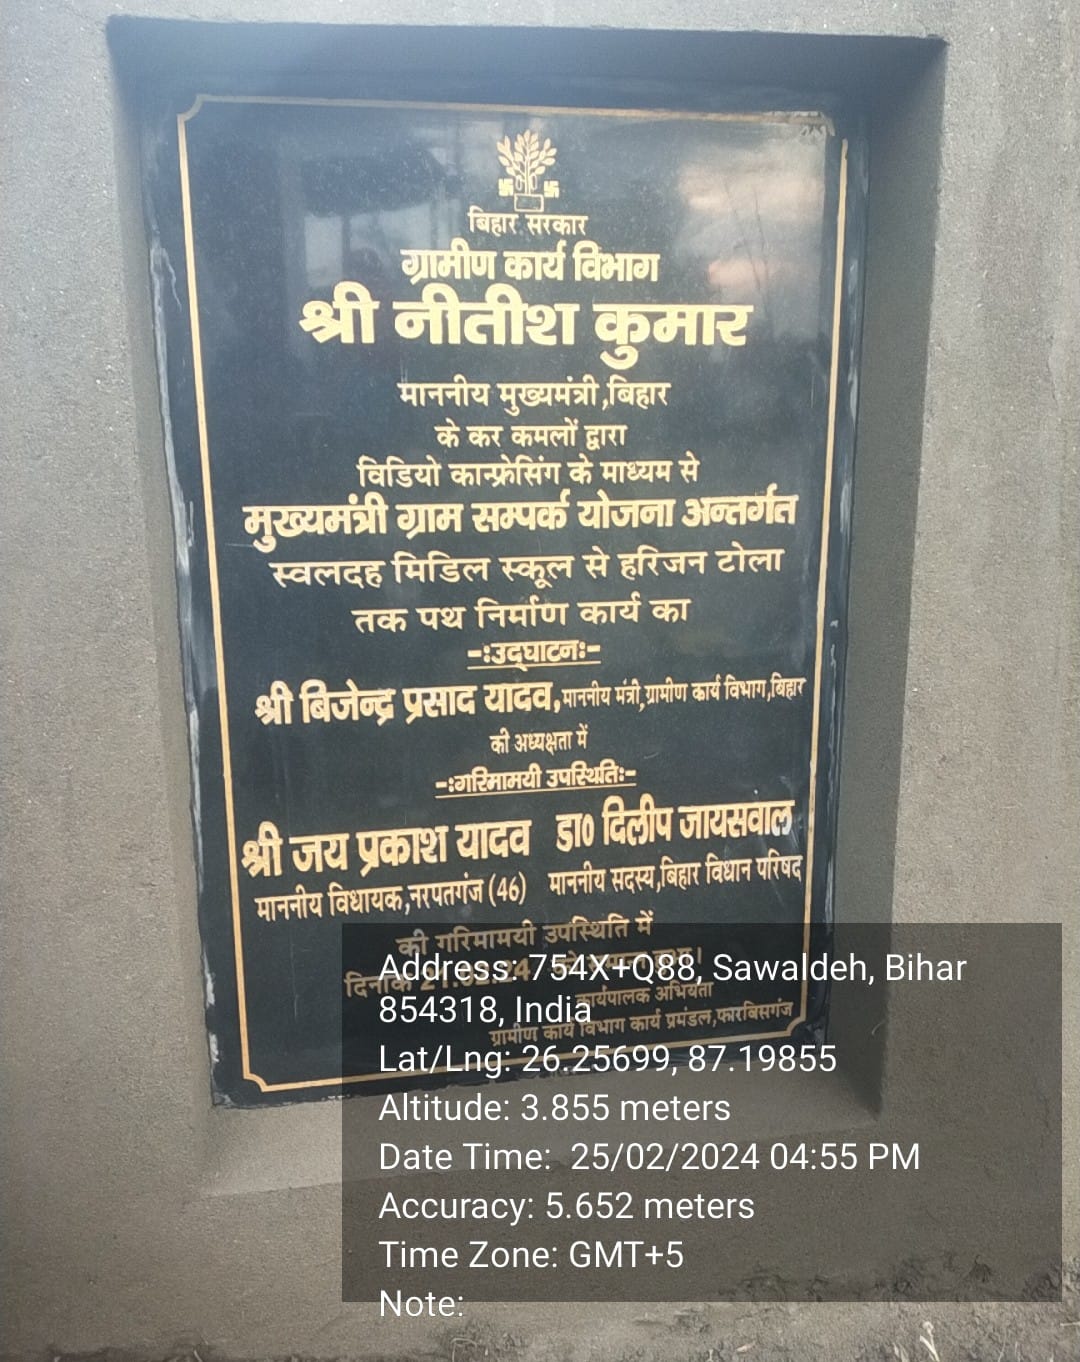 बिहार सरकार
ग्रामीण कार्य विभाग
श्री नीतीश कुमार
माननीय मुख्यमंत्री,बिहार
के कर कमलों द्वारा
विडियो कान्फ्रेसिंग के माध्यम से
मुख्यमंत्री ग्राम सम्पर्क योजना अन्तर्गत
स्वलदह मिडिल स्कूल से हरिजन टोला
तक पथ निर्माण कार्य का
-:उद्घाटन:-
श्री बिजेन्द्र प्रसाद यादव,माननीय मंत्री,ग्रामीण कार्य विभाग,बिहार
की अध्यक्षता में
-:गरिमामयी उपस्थिति:-
श्री जय प्रकाश यादव डा० दिलीप जायसवाल
माननीय विधायक,नरपतगंज (46) माननीय सदस्य,बिहार विधान परिषद
की गरिमामयी उपस्थिति में
दिनांक 21.02.24
कार्यपालक अभियंता
ग्रामीण कार्य विभाग कार्य प्रमंडल,फारबिसगंज
Address: 754X+Q88, Sawaldeh, Bihar
854318, India
Lat/Lng: 26.25699, 87.19855
Altitude: 3.855 meters
Date Time: 25/02/2024 04:55 PM
Accuracy: 5.652 meters
Time Zone: GMT+5
Note: